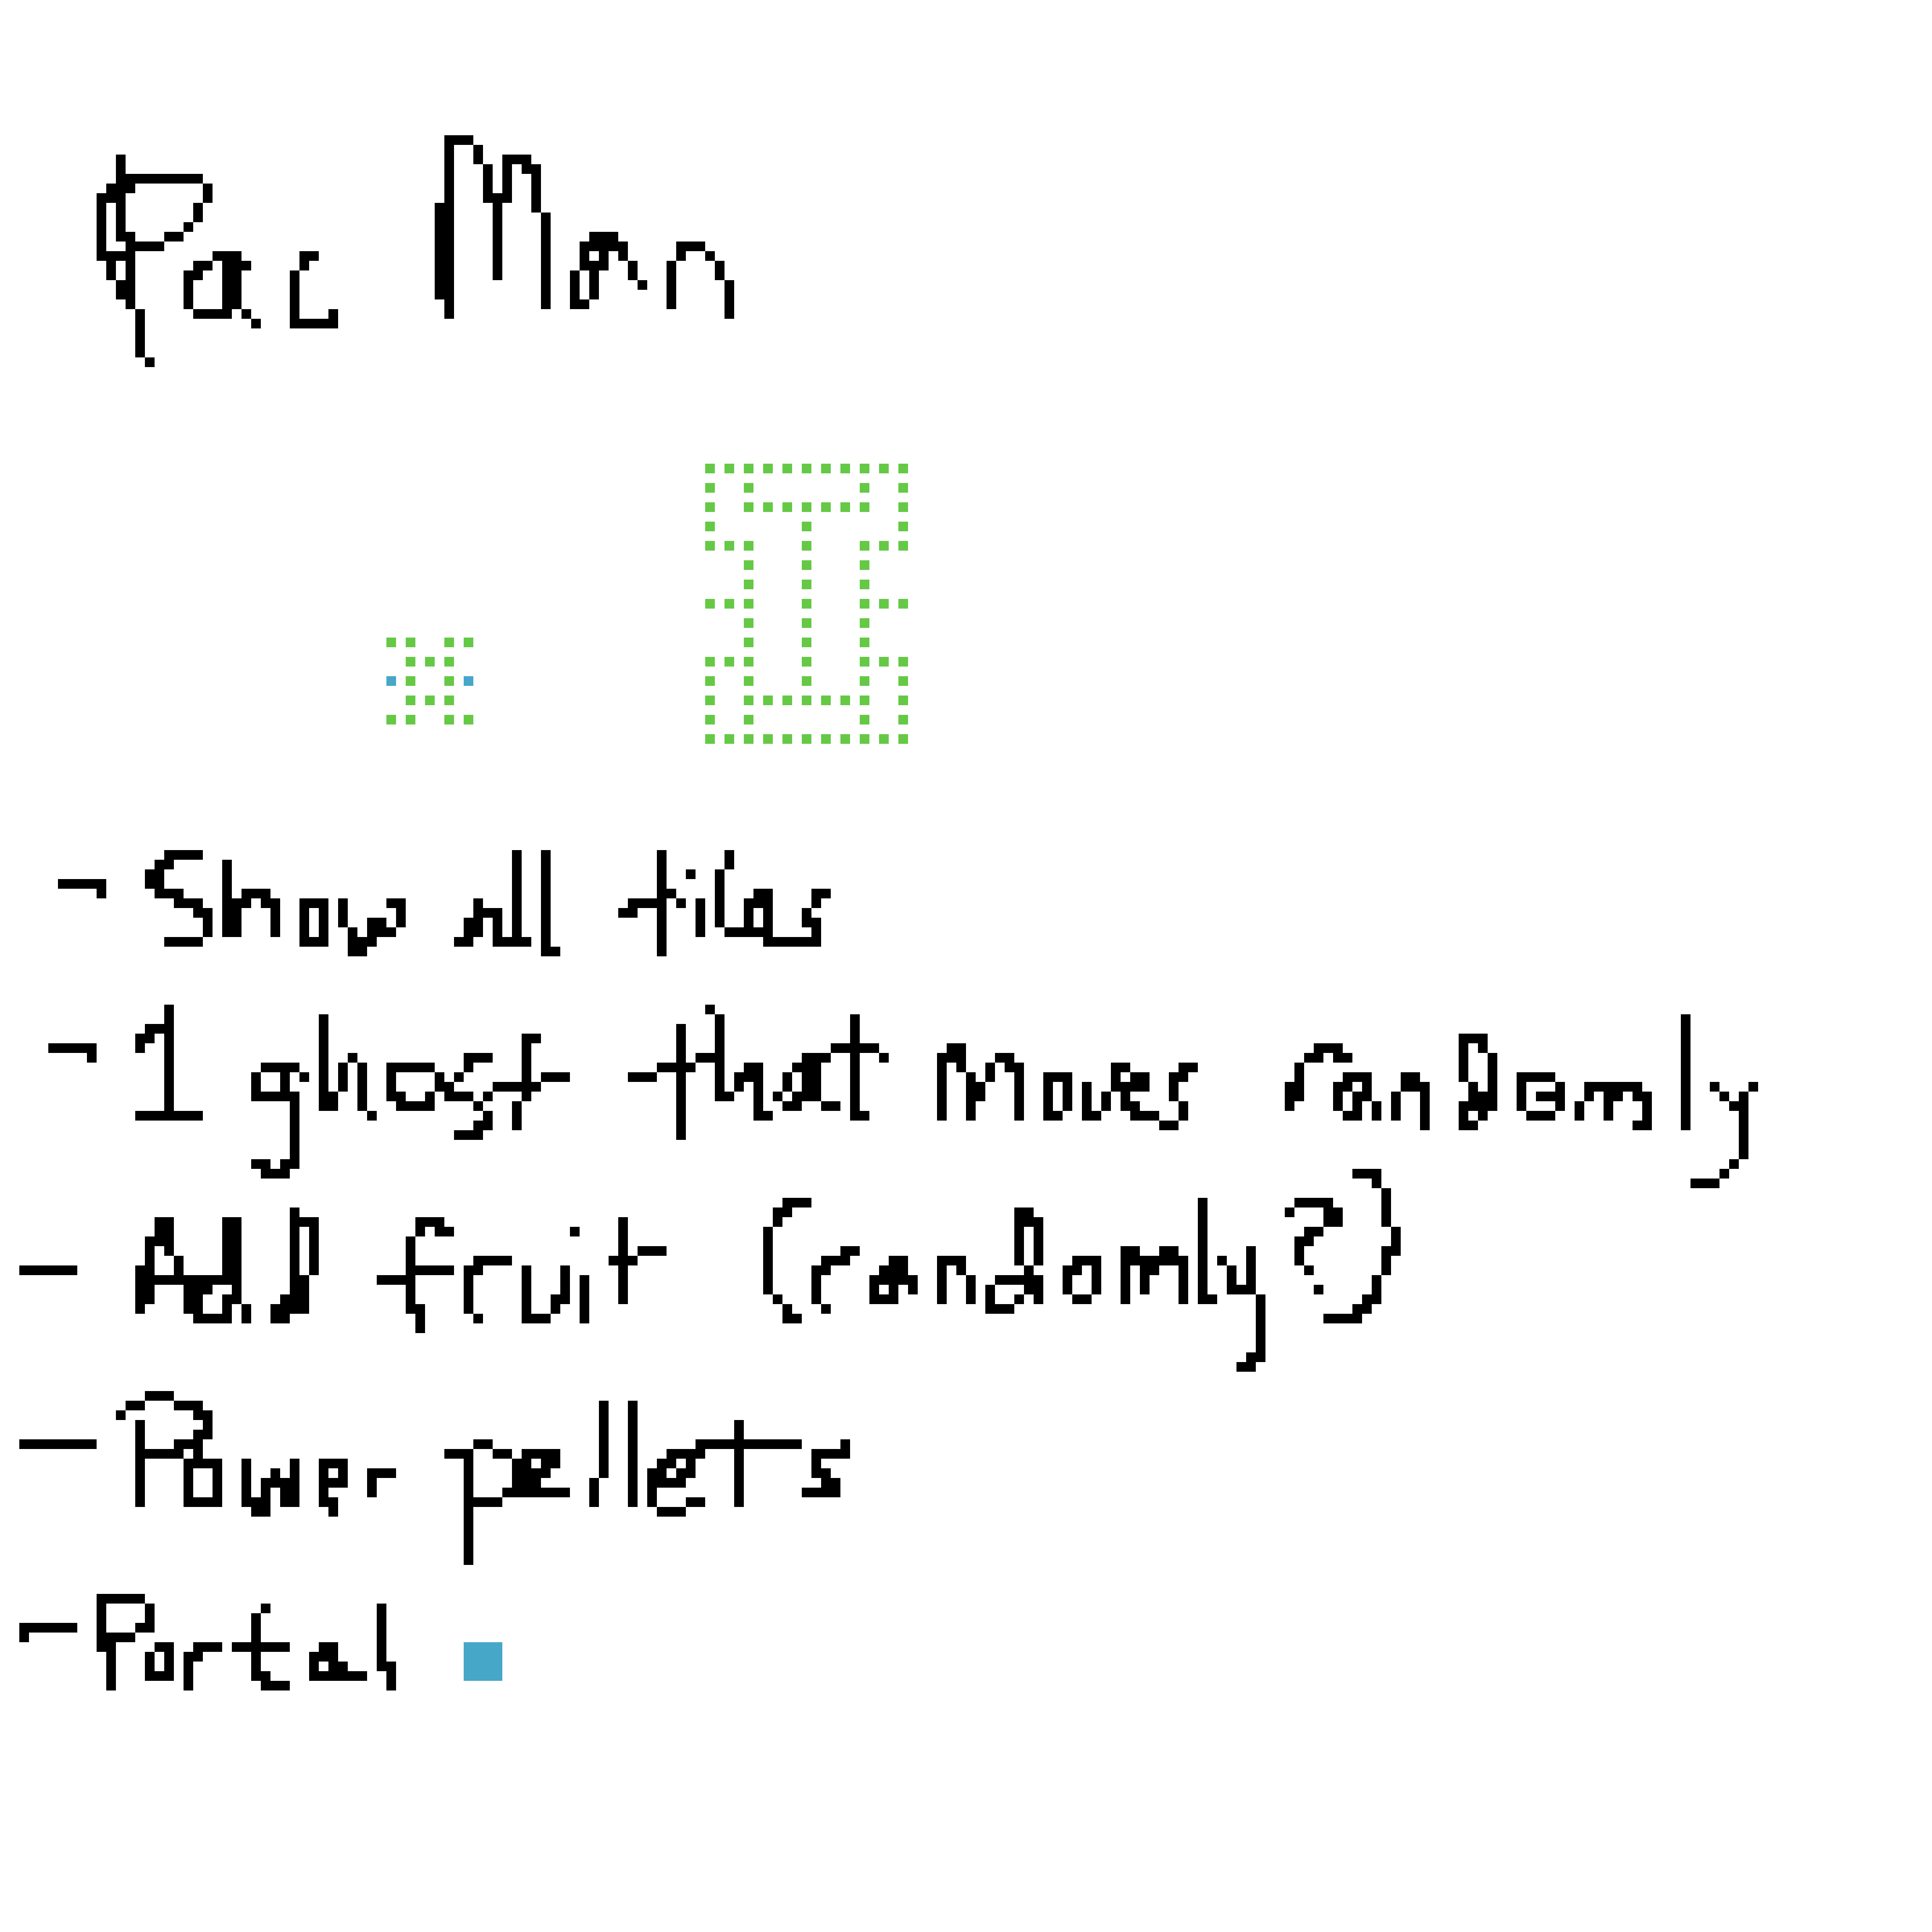 Pac Man
- Show all tiles
- 1 ghost that moves randomly
- Add fruit (randomly?)
- Power pellets
- Portal